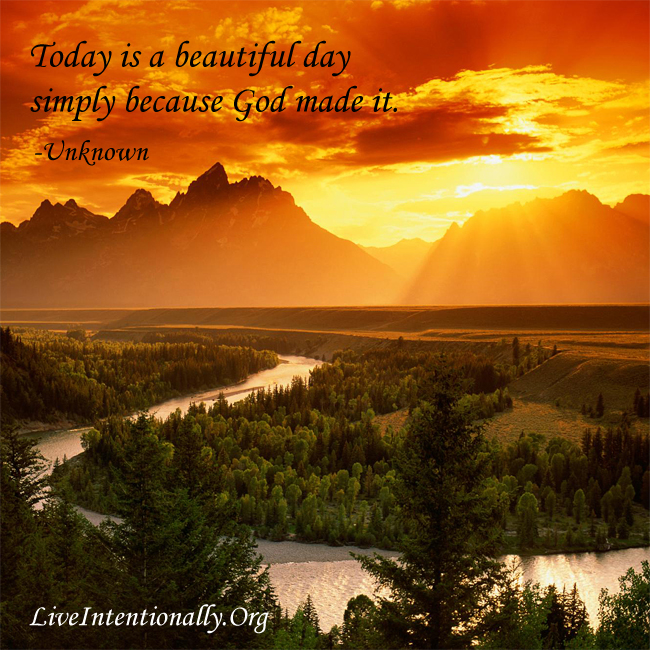 Today is a beautiful day
simply because God made it.
-Unknown
LiveIntentionally.Org